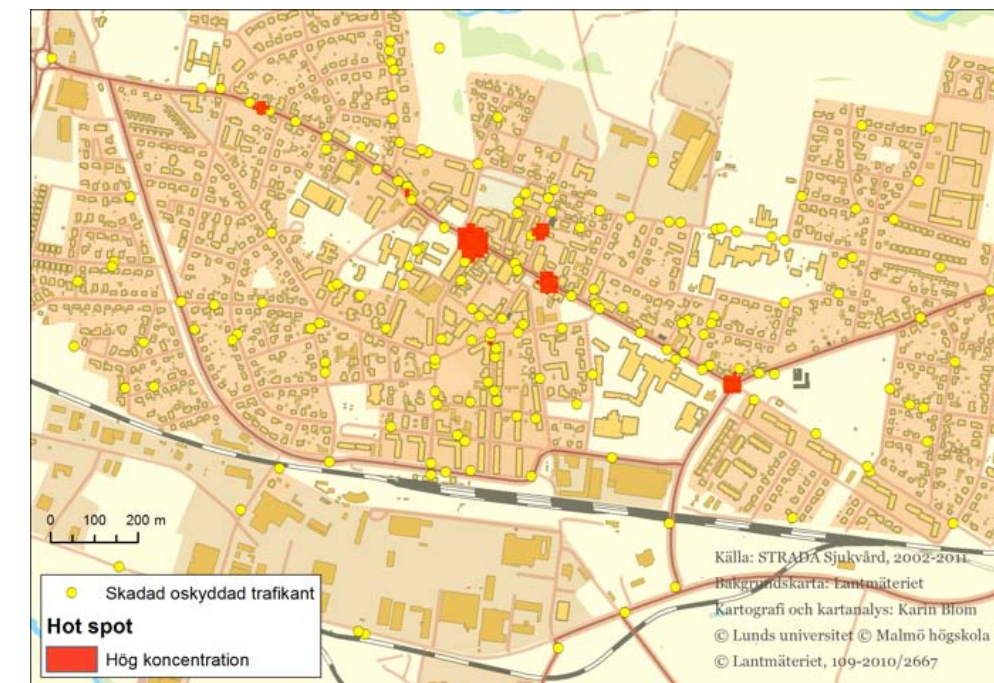 0 100 200 m
Skadad oskyddad trafikant
Hot spot
Hög koncentration
Källa: STRADA Sjukvård, 2002-2011
Bakgrundskarta: Lantmäteriet
Kartografi och kartanalys: Karin Blom
© Lunds universitet © Malmö högskola
© Lantmäteriet, 109-2010/2667